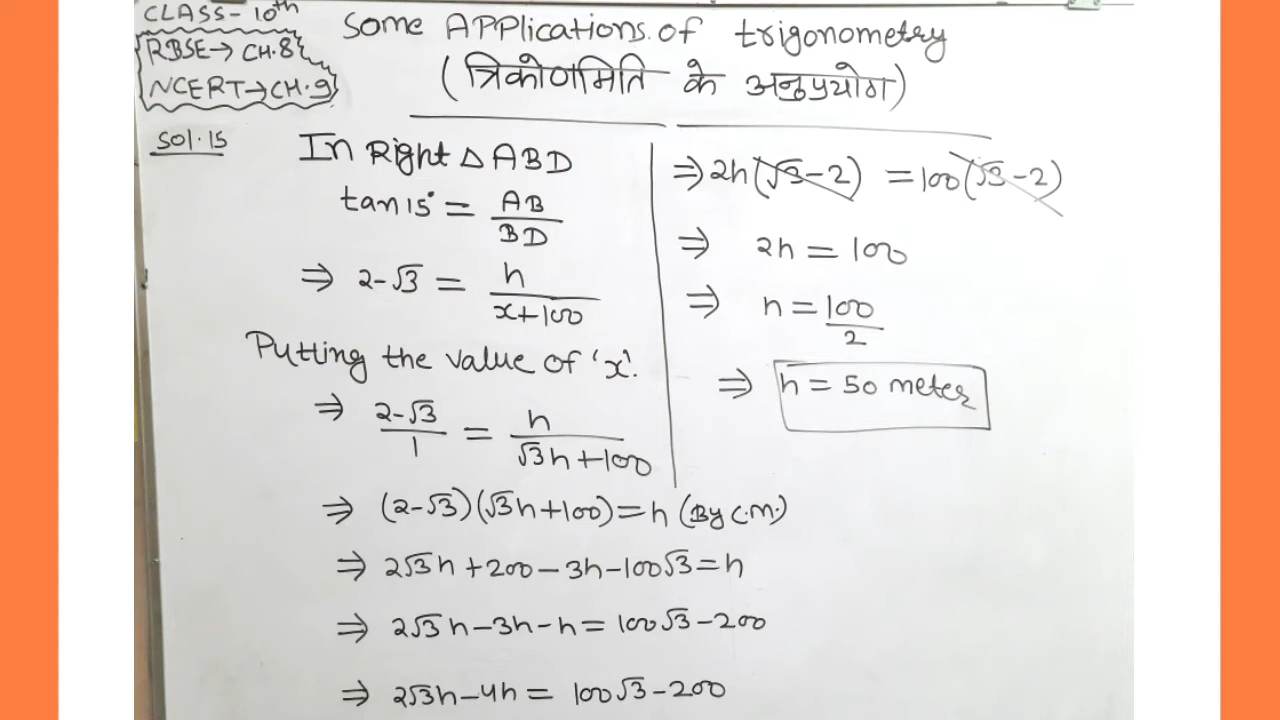 CLASS-10th
RBSE→CH.8
NCERT→CH.9
Some Applications of trigonometry
(त्रिकोणमिति के अनुप्रयोग)
Sol.15
In Right △ABD
tan15° = AB/BD
⇒ 2-√3 = h/(x+100)
Putting the value of 'x'.
⇒ (2-√3)/1 = h/(√3h+100)
⇒ (2-√3)(√3h+100)=h (By C.M.)
⇒ 2√3h+200-3h-100√3=h
⇒ 2√3h-3h-h=100√3-200
⇒ 2√3h-4h=100√3-200
⇒2h(√3-2) =100(√3-2)
⇒ 2h=100
⇒ h=100/2
⇒ h=50 meter